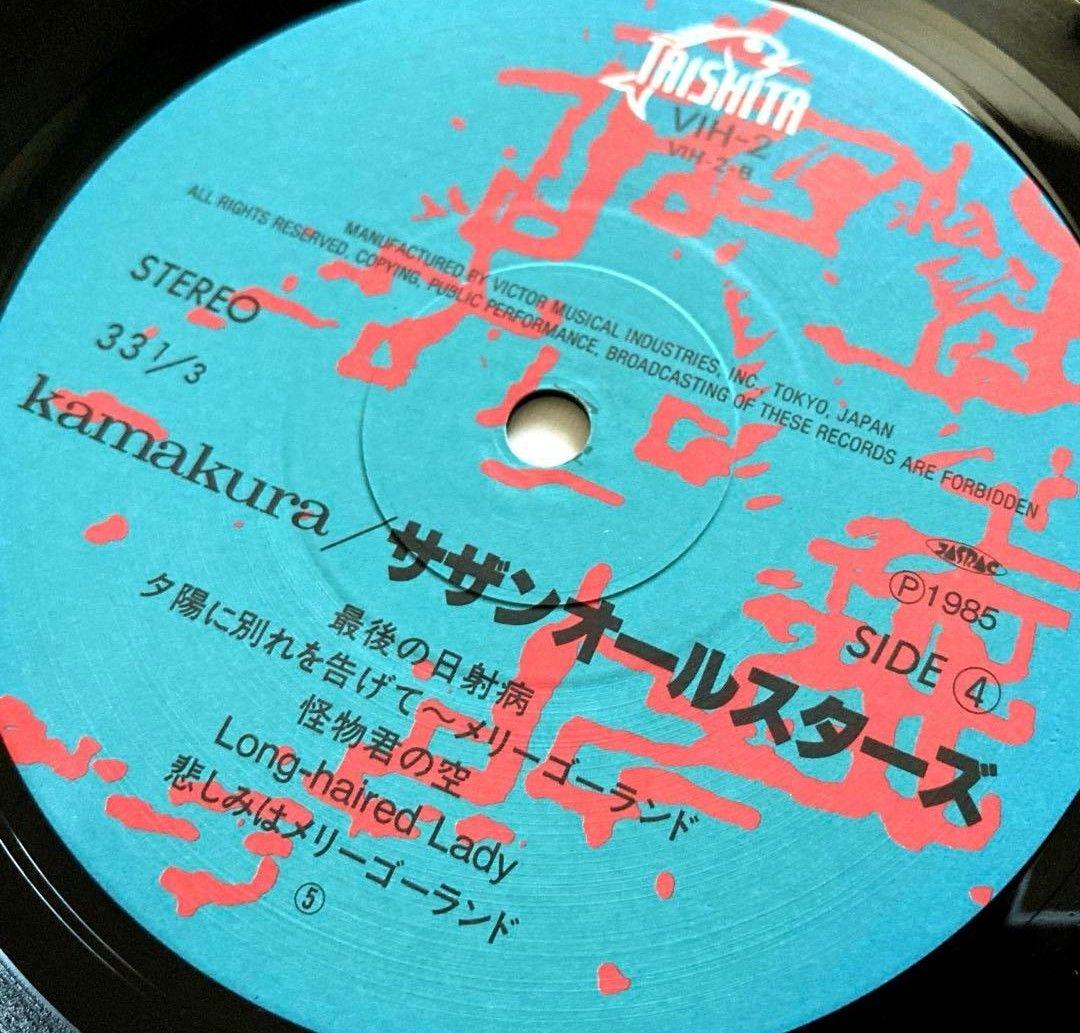 TAISHITA
VIH-2
VIH-2-B
MANUFACTURED BY VICTOR MUSICAL INDUSTRIES, INC., TOKYO, JAPAN
ALL RIGHTS RESERVED, COPYING, PUBLIC PERFORMANCE, BROADCASTING OF THESE RECORDS ARE FORBIDDEN
STEREO
33 1/3
JASRAC
Ⓟ1985
SIDE ④
kamakura/サザンオールスターズ
最後の日射病
夕陽に別れを告げて〜メリーゴーランド
怪物君の空
Long-haired Lady
悲しみはメリーゴーランド
⑤